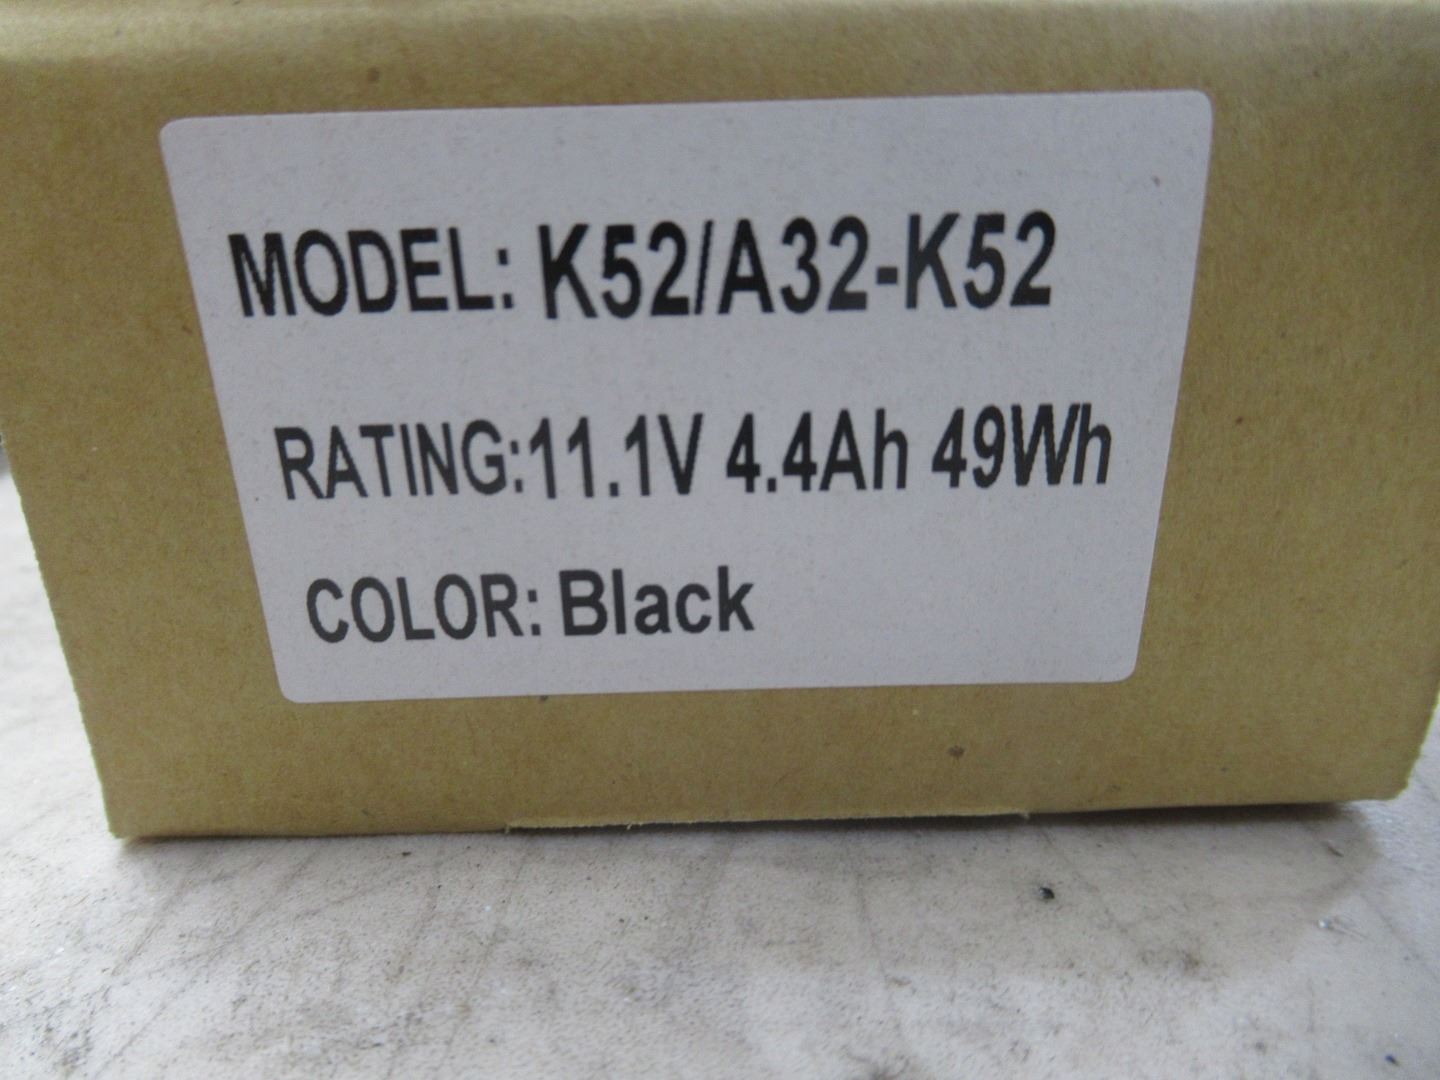 MODEL: K52/A32-K52
RATING:11.1V 4.4Ah 49Wh
COLOR: Black